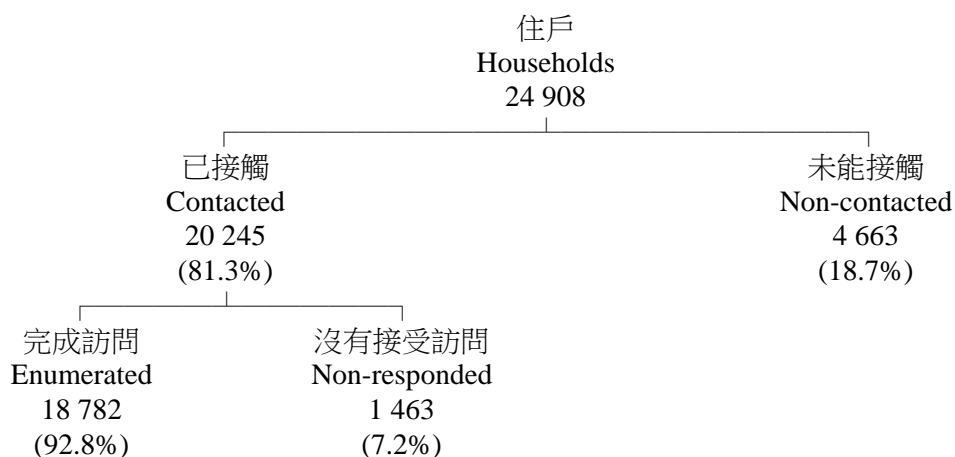 住戶
Households
24 908
已接觸
Contacted
20 245
(81.3%)
未能接觸
Non-contacted
4 663
(18.7%)
完成訪問
Enumerated
18 782
(92.8%)
沒有接受訪問
Non-responded
1 463
(7.2%)